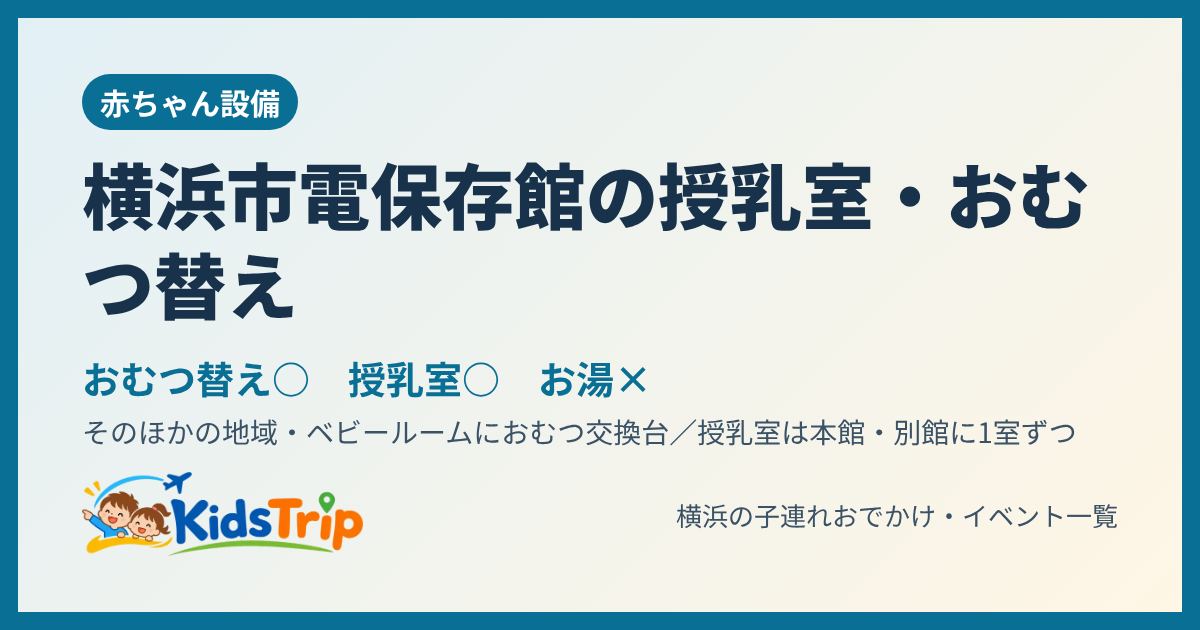 赤ちゃん設備
横浜市電保存館の授乳室・おむ
つ替え
おむつ替え○　授乳室○　お湯×
そのほかの地域・ベビールームにおむつ交換台／授乳室は本館・別館に1室ずつ
KidsTrip
横浜の子連れおでかけ・イベント一覧